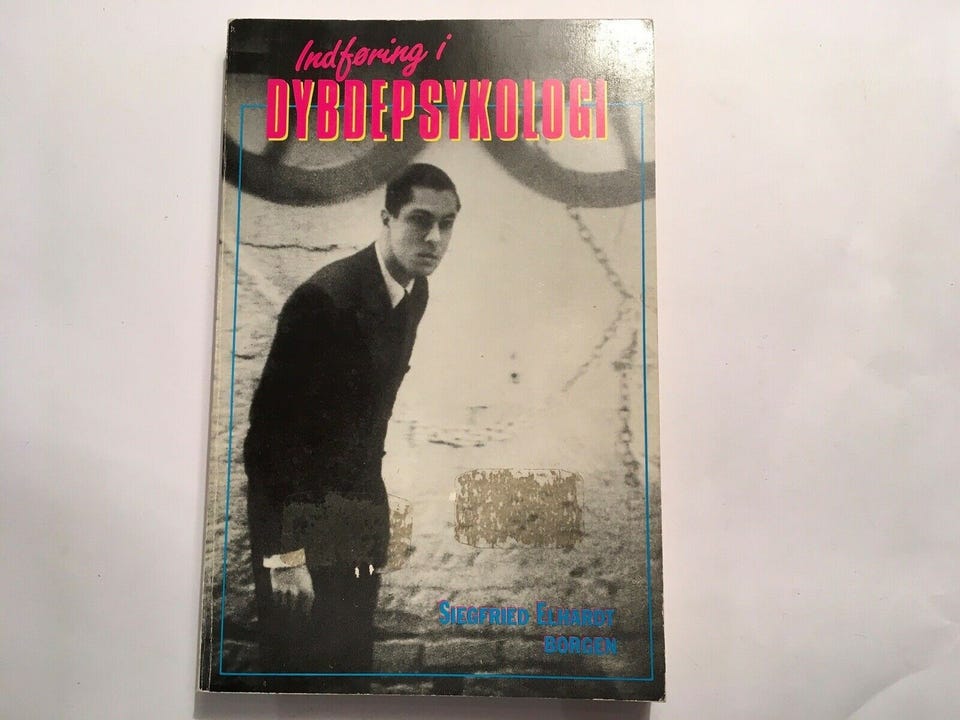 Indføring i
DYBDEPSYKOLOGI
SIEGFRIED ELHARDT
BORGEN